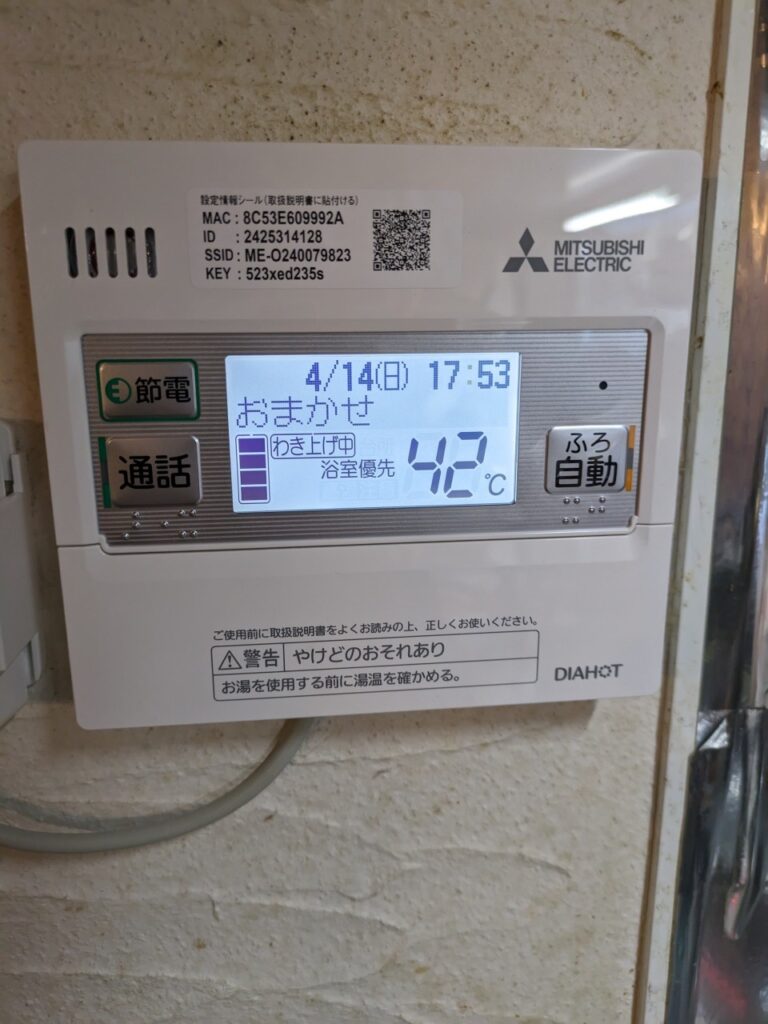 設定情報シール(取扱説明書に貼付ける)
MAC : 8C53E609992A
ID : 2425314128
SSID : ME-O240079823
KEY : 523xed235s
MITSUBISHI
ELECTRIC
節電
4/14(日) 17:53
おまかせ
通話
わき上げ中
浴室優先
42℃
ふろ
自動
ご使用前に取扱説明書をよくお読みの上、正しくお使いください。
警告 やけどのおそれあり
お湯を使用する前に湯温を確かめる。
DIAHOT